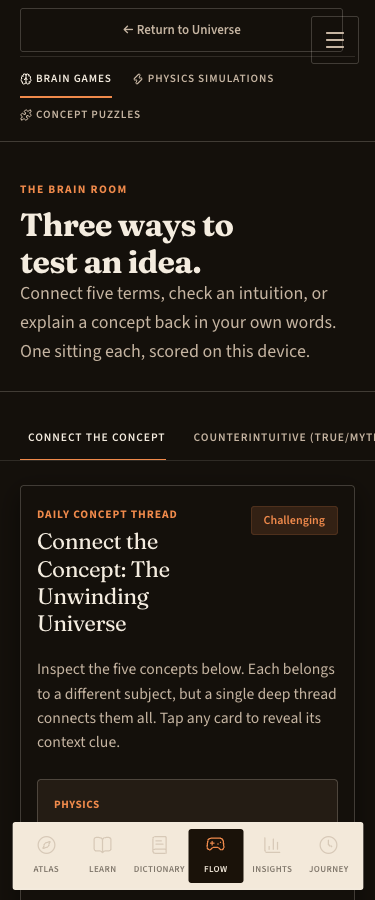 ← Return to Universe
BRAIN GAMES
PHYSICS SIMULATIONS
CONCEPT PUZZLES
THE BRAIN ROOM
Three ways to
test an idea.
Connect five terms, check an intuition, or
explain a concept back in your own words.
One sitting each, scored on this device.
CONNECT THE CONCEPT
COUNTERINTUITIVE (TRUE/MYT
DAILY CONCEPT THREAD
Challenging
Connect the
Concept: The
Unwinding
Universe
Inspect the five concepts below. Each belongs
to a different subject, but a single deep thread
connects them all. Tap any card to reveal its
context clue.
PHYSICS
ATLAS
LEARN
DICTIONARY
FLOW
INSIGHTS
JOURNEY